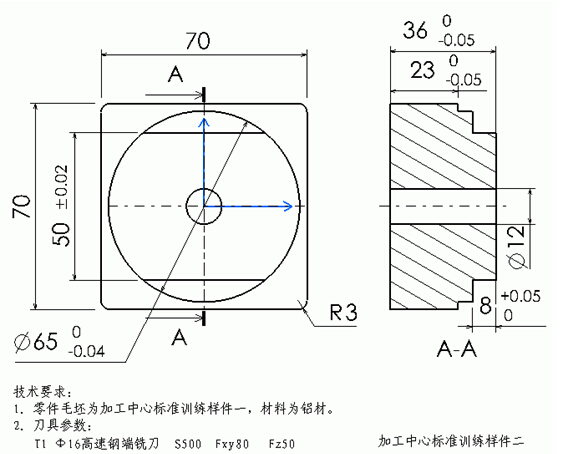 70
A
36 0 -0.05
23 0 -0.05
70
50 ±0.02
Ø12
Ø65 0 -0.04
A
R3
8 +0.05 0
A-A
技术要求:
1. 零件毛坯为加工中心标准训练样件一,材料为铝材。
2. 刀具参数:
T1 Φ16高速钢端铣刀 S500 Fxy80 Fz50
加工中心标准训练样件二